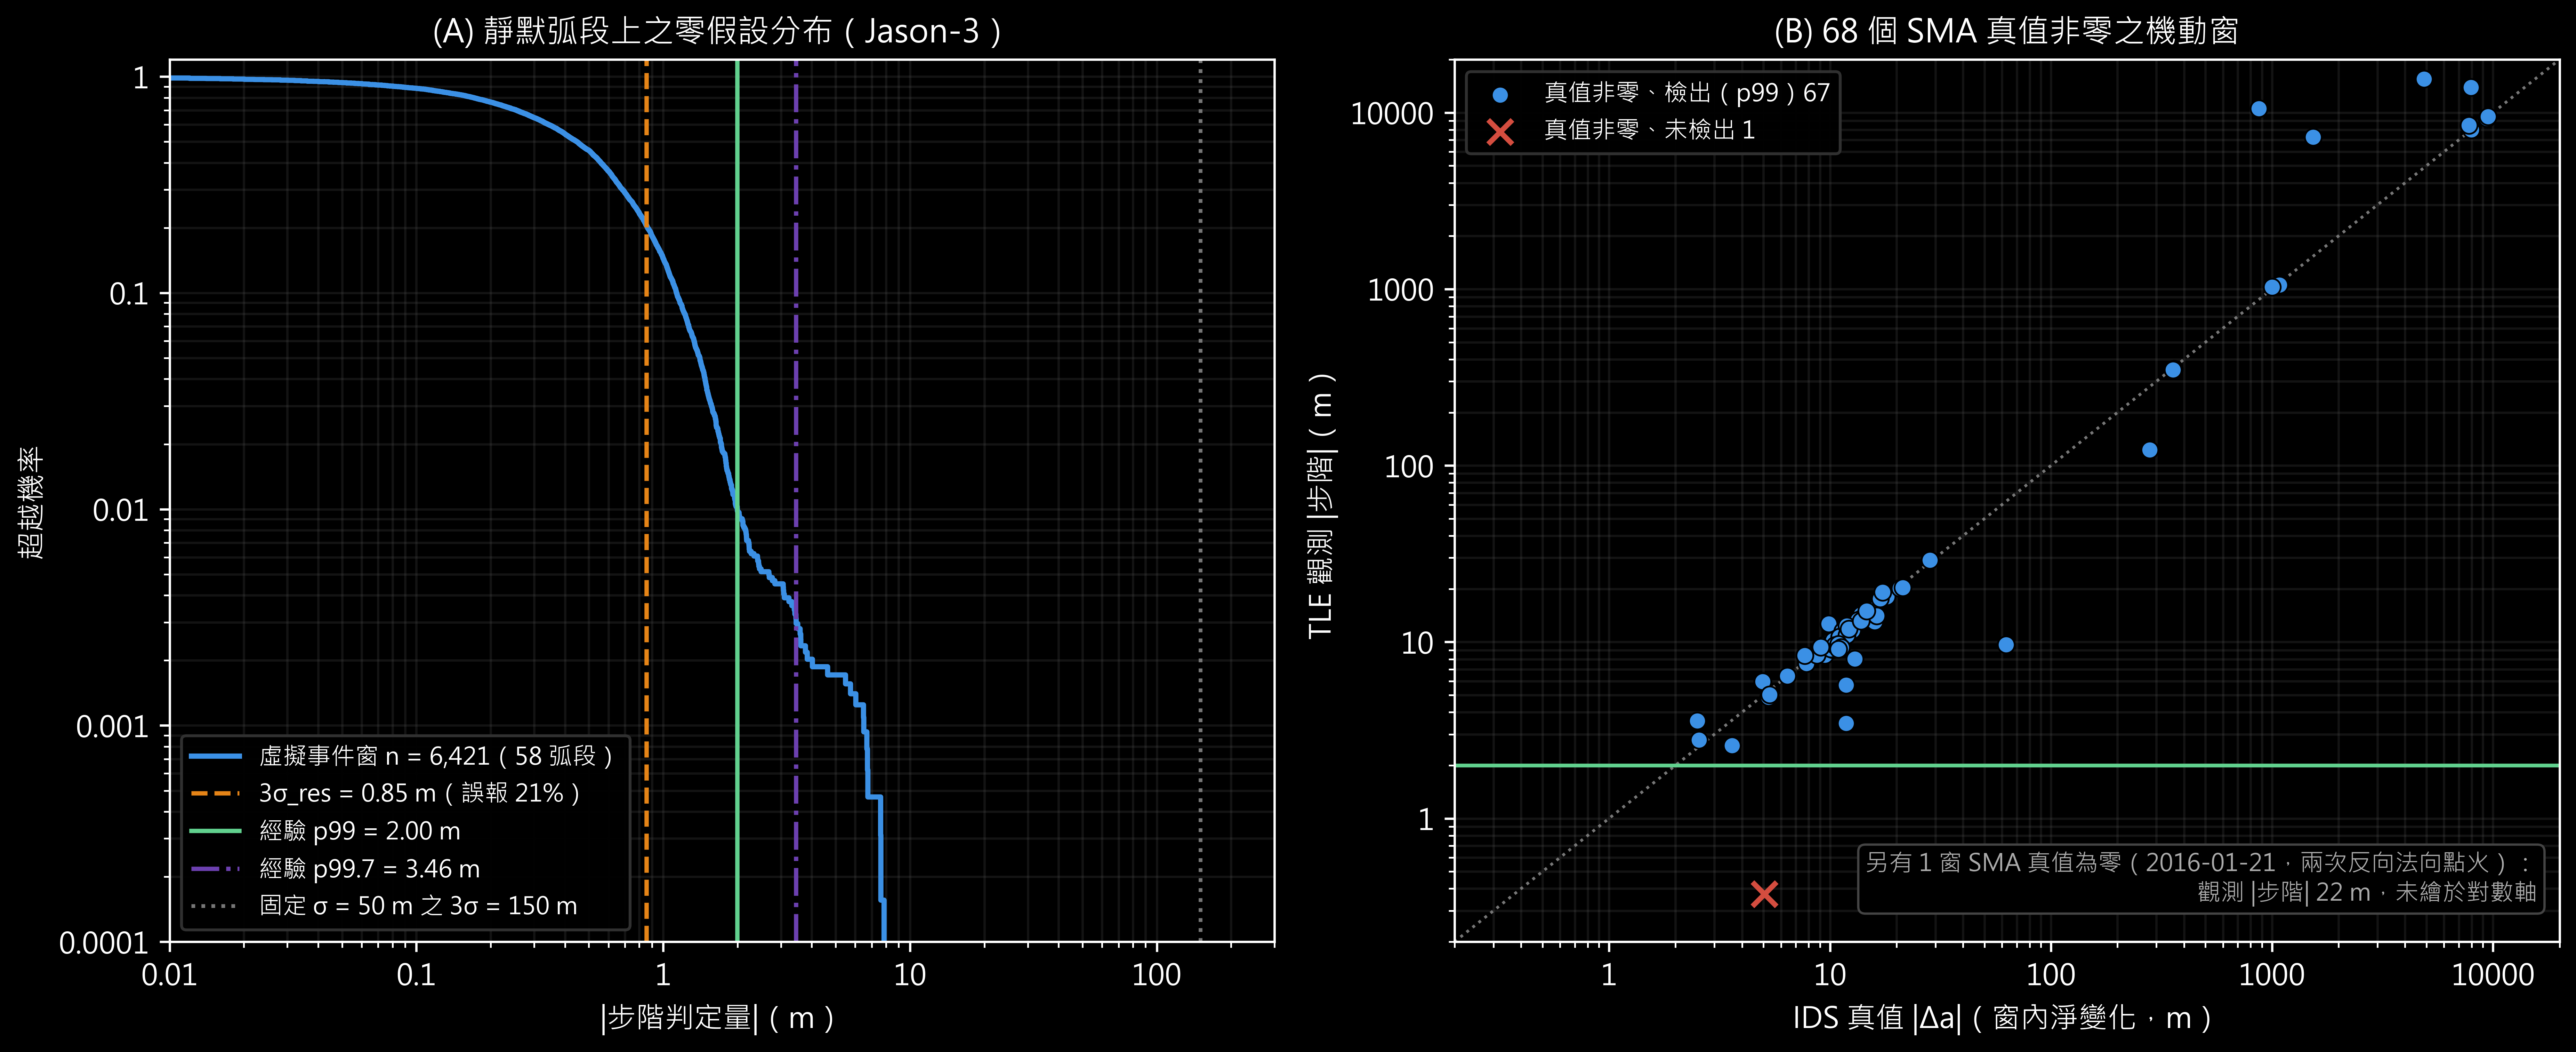 (A) 靜默弧段上之零假設分布（Jason-3）
超越機率
1
0.1
0.01
0.001
0.0001
虛擬事件窗 n = 6,421（58 弧段）
3σ_res = 0.85 m（誤報 21%）
經驗 p99 = 2.00 m
經驗 p99.7 = 3.46 m
固定 σ = 50 m 之 3σ = 150 m
0.01
0.1
1
10
100
|步階判定量|（m）
(B) 68 個 SMA 真值非零之機動窗
TLE 觀測 |步階|（m）
10000
1000
100
10
1
真值非零、檢出（p99）67
真值非零、未檢出 1
另有 1 窗 SMA 真值為零（2016-01-21，兩次反向法向點火）：
觀測 |步階| 22 m，未繪於對數軸
1
10
100
1000
10000
IDS 真值 |Δa|（窗內淨變化，m）